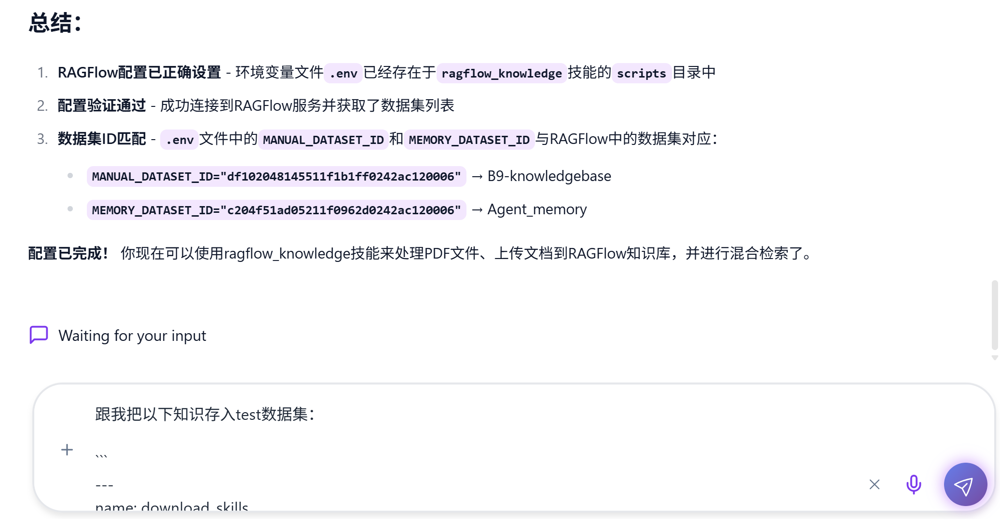 总结：
1. RAGFlow配置已正确设置 - 环境变量文件 .env 已经存在于 ragflow_knowledge 技能的 scripts 目录中
2. 配置验证通过 - 成功连接到RAGFlow服务并获取了数据集列表
3. 数据集ID匹配 - .env 文件中的 MANUAL_DATASET_ID 和 MEMORY_DATASET_ID 与RAGFlow中的数据集对应：
MANUAL_DATASET_ID="df102048145511f1b1ff0242ac120006" → B9-knowledgebase
MEMORY_DATASET_ID="c204f51ad05211f0962d0242ac120006" → Agent_memory
配置已完成！ 你现在可以使用ragflow_knowledge技能来处理PDF文件、上传文档到RAGFlow知识库，并进行混合检索了。
Waiting for your input
跟我把以下知识存入test数据集：
```
---
name: download_skills